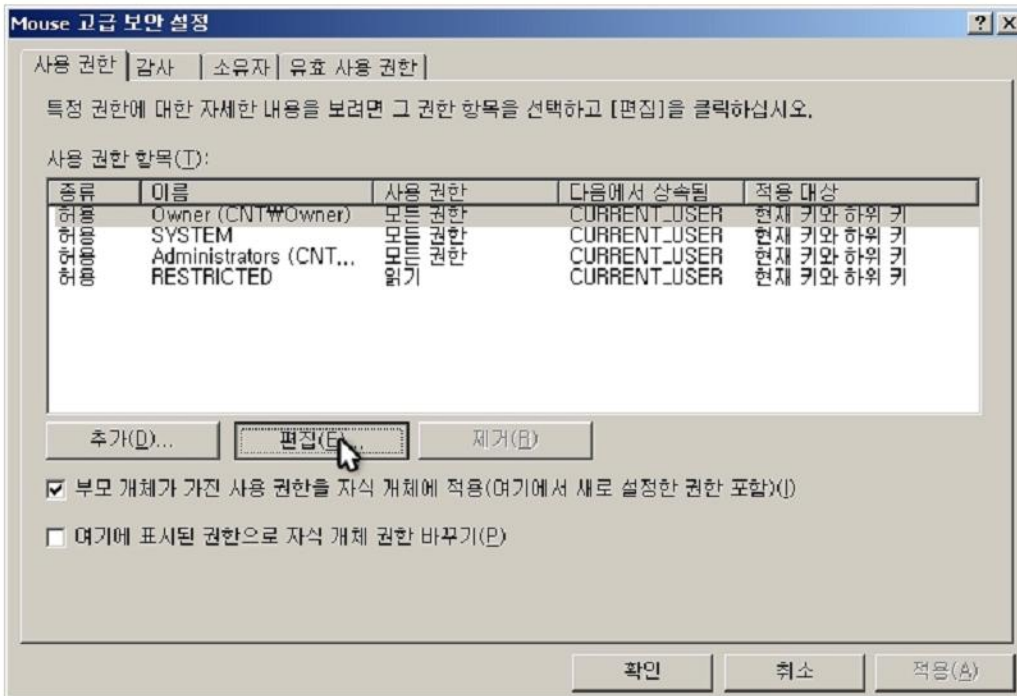 Mouse 고급 보안 설정
사용 권한 감사 소유자 유효 사용 권한
특정 권한에 대한 자세한 내용을 보려면 그 권한 항목을 선택하고 [편집]을 클릭하십시오.
사용 권한 항목(T):
종류 이름 사용 권한 다음에서 상속됨 적용 대상
허용 Owner (CNT₩Owner) 모든 권한 CURRENT_USER 현재 키와 하위 키
허용 SYSTEM 모든 권한 CURRENT_USER 현재 키와 하위 키
허용 Administrators (CNT... 모든 권한 CURRENT_USER 현재 키와 하위 키
허용 RESTRICTED 읽기 CURRENT_USER 현재 키와 하위 키
추가(D)... 편집(E)... 제거(R)
부모 개체가 가진 사용 권한을 자식 개체에 적용(여기에서 새로 설정한 권한 포함)(I)
여기에 표시된 권한으로 자식 개체 권한 바꾸기(P)
확인 취소 적용(A)